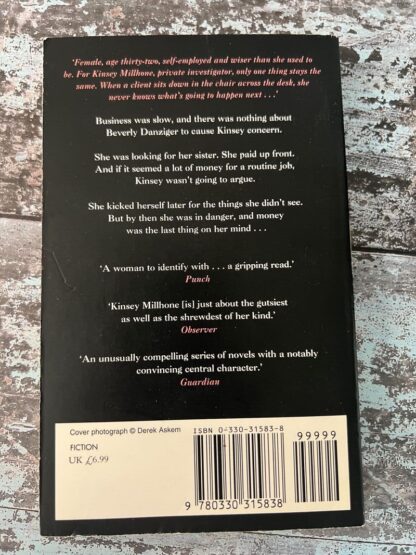 ‘Female, age thirty-two, self-employed and wiser than she used
to be. For Kinsey Millhone, private investigator, only one thing stays the
same. When a client sits down in the chair across the desk, she
never knows what's going to happen next . . .’
Business was slow, and there was nothing about
Beverly Danziger to cause Kinsey concern.
She was looking for her sister. She paid up front.
And if it seemed a lot of money for a routine job,
Kinsey wasn't going to argue.
She kicked herself later for the things she didn't see.
But by then she was in danger, and money
was the last thing on her mind . . .
‘A woman to identify with . . . a gripping read.’
Punch
‘Kinsey Millhone [is] just about the gutsiest
as well as the shrewdest of her kind.’
Observer
‘An unusually compelling series of novels with a notably
convincing central character.’
Guardian
Cover photograph © Derek Askem
FICTION
UK £6.99
ISBN 0-330-31583-8
99999
9 780330 315838